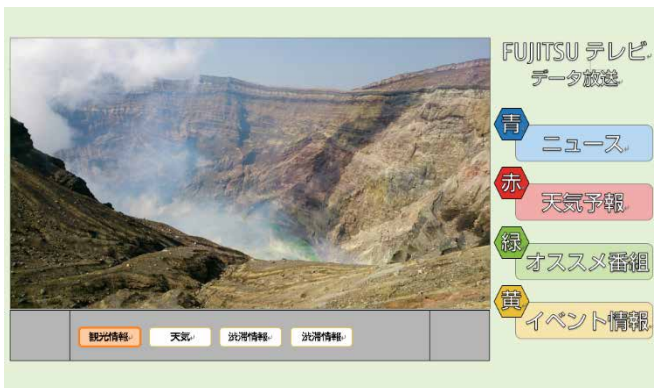 FUJITSU テレビ
データ放送
青
ニュース
赤
天気予報
緑
オススメ番組
黄
イベント情報
観光情報 天気 渋滞情報 渋滞情報